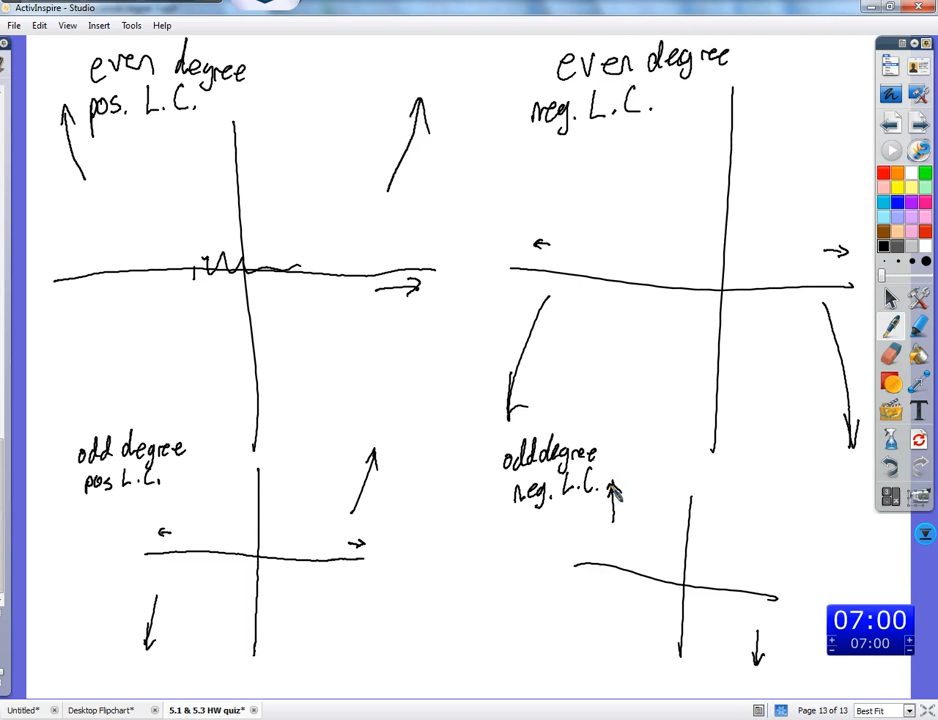 ActivInspire - Studio
File Edit View Insert Tools Help
even degree
pos. L.C.
even degree
neg. L.C.
odd degree
pos L.C.
odd degree
neg. L.C.
T
07:00
07:00
Untitled* Desktop Flipchart* 5.1 & 5.3 HW quiz* Page 13 of 13 Best Fit